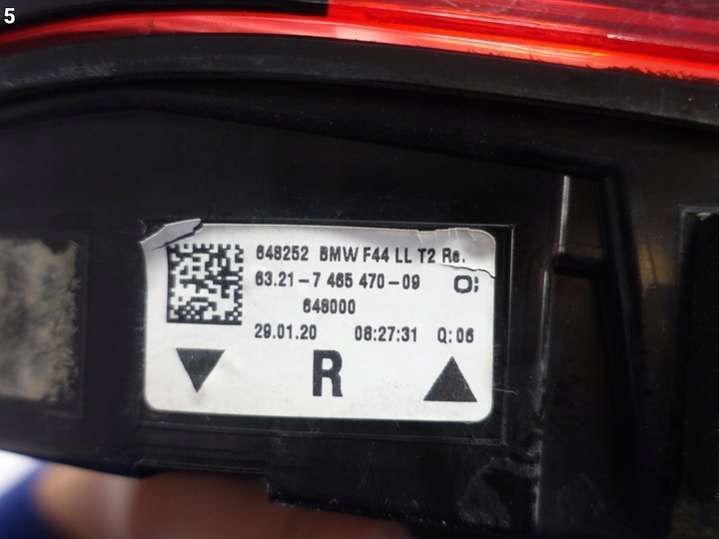 5
648252 BMW F44 LL T2 Re.
63.21-7 465 470-09
648000
29.01.20 08:27:31 Q:06
R